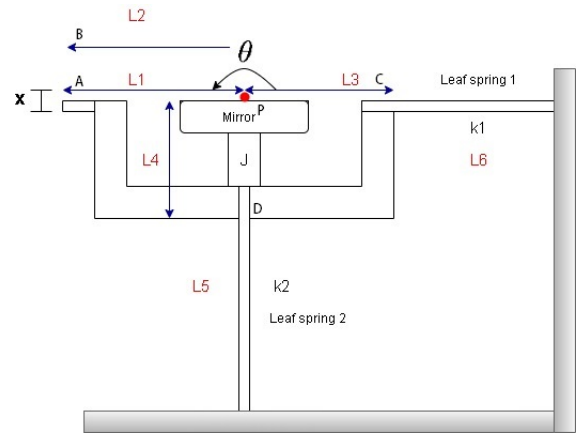 L2
B
θ
A
L1
L3
C
Leaf spring 1
x
Mirror
P
k1
L4
J
L6
D
L5
k2
Leaf spring 2